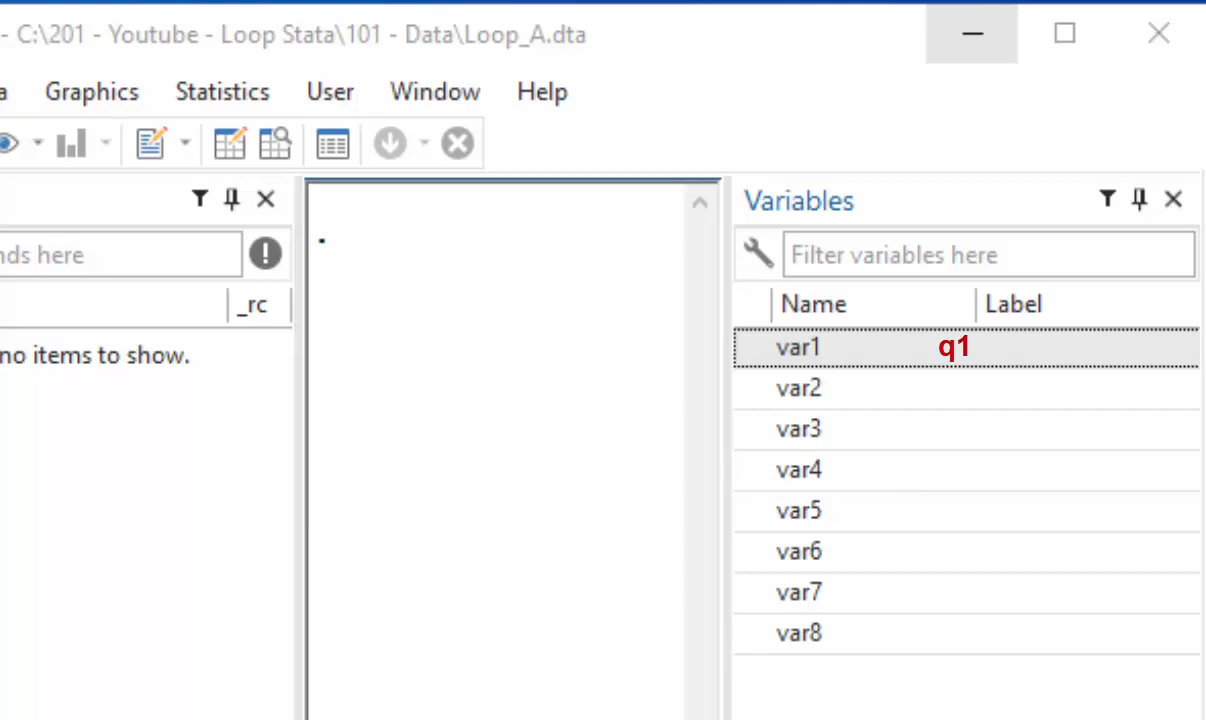 - C:\201 - Youtube - Loop Stata\101 - Data\Loop_A.dta
a Graphics Statistics User Window Help
Variables
nds here
Filter variables here
_rc
Name Label
no items to show.
.
var1 q1
var2
var3
var4
var5
var6
var7
var8